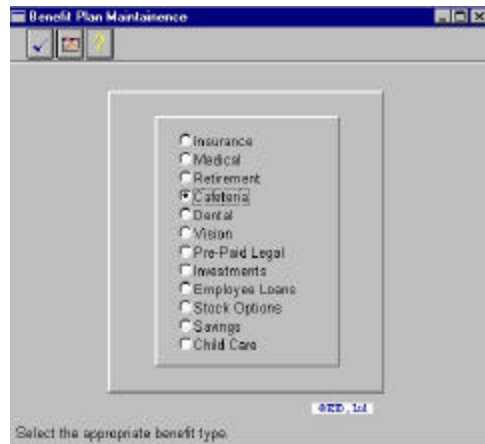 Benefit Plan Maintainence
?
Insurance
Medical
Retirement
Cafeteria
Dental
Vision
Pre-Paid Legal
Investments
Employee Loans
Stock Options
Savings
Child Care
Select the appropriate benefit type.